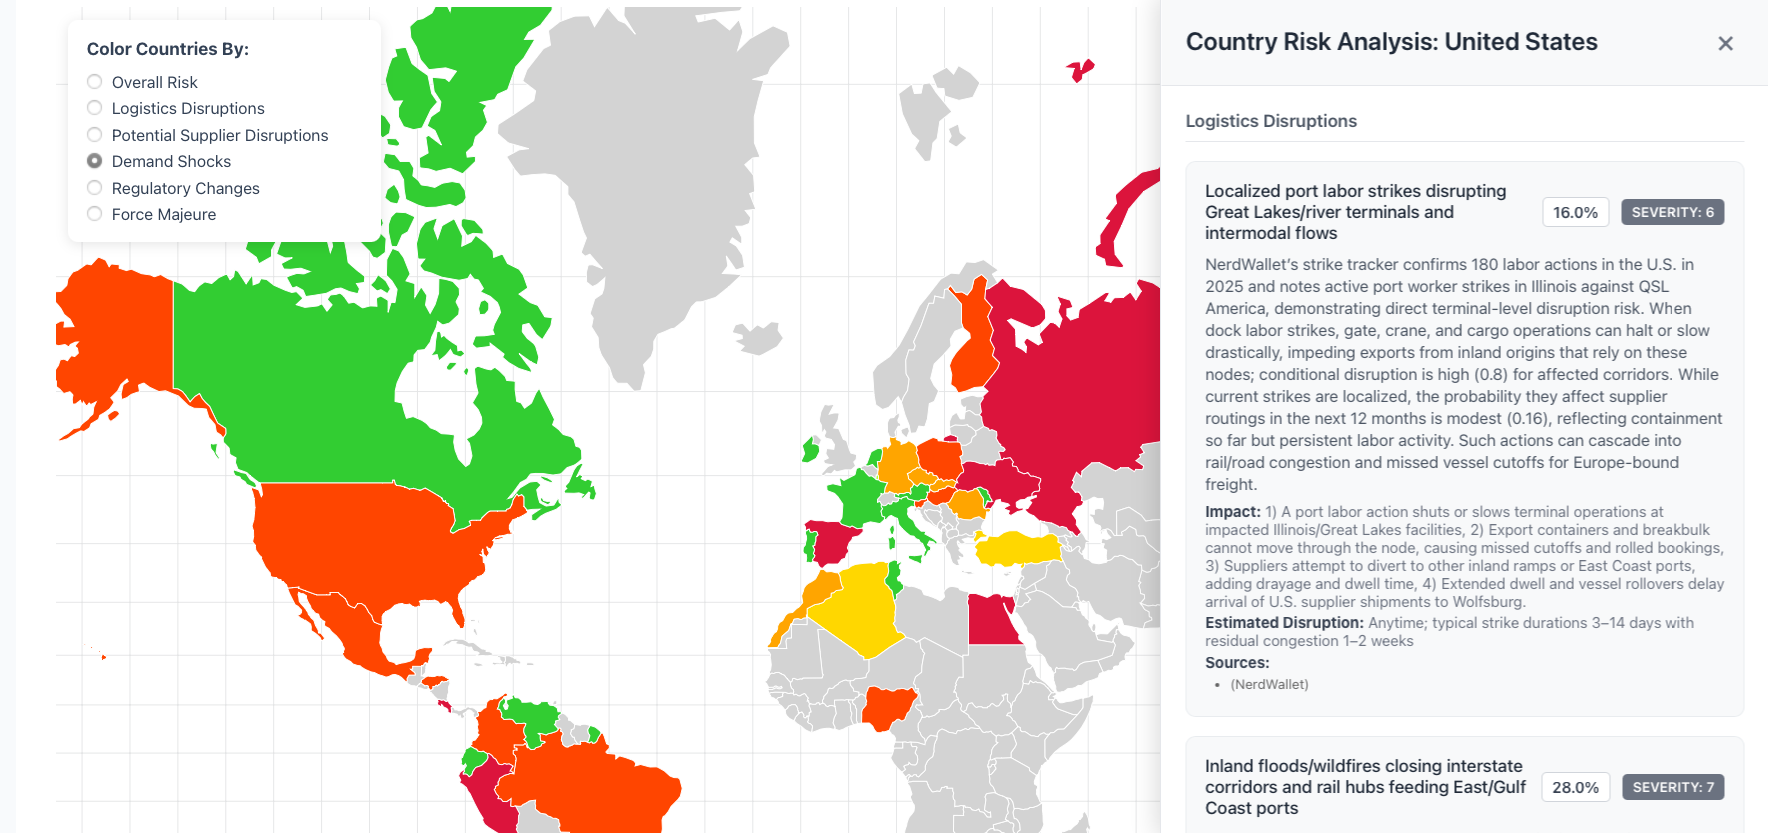 Color Countries By:
Overall Risk
Logistics Disruptions
Potential Supplier Disruptions
Demand Shocks
Regulatory Changes
Force Majeure
Country Risk Analysis: United States
Logistics Disruptions
Localized port labor strikes disrupting
Great Lakes/river terminals and
intermodal flows
16.0%
SEVERITY: 6
NerdWallet's strike tracker confirms 180 labor actions in the U.S. in
2025 and notes active port worker strikes in Illinois against QSL
America, demonstrating direct terminal-level disruption risk. When
dock labor strikes, gate, crane, and cargo operations can halt or slow
drastically, impeding exports from inland origins that rely on these
nodes; conditional disruption is high (0.8) for affected corridors. While
current strikes are localized, the probability they affect supplier
routings in the next 12 months is modest (0.16), reflecting containment
so far but persistent labor activity. Such actions can cascade into
rail/road congestion and missed vessel cutoffs for Europe-bound
freight.
Impact: 1) A port labor action shuts or slows terminal operations at
impacted Illinois/Great Lakes facilities, 2) Export containers and breakbulk
cannot move through the node, causing missed cutoffs and rolled bookings,
3) Suppliers attempt to divert to other inland ramps or East Coast ports,
adding drayage and dwell time, 4) Extended dwell and vessel rollovers delay
arrival of U.S. supplier shipments to Wolfsburg.
Estimated Disruption: Anytime; typical strike durations 3–14 days with
residual congestion 1–2 weeks
Sources:
• (NerdWallet)
Inland floods/wildfires closing interstate
corridors and rail hubs feeding East/Gulf
Coast ports
28.0%
SEVERITY: 7